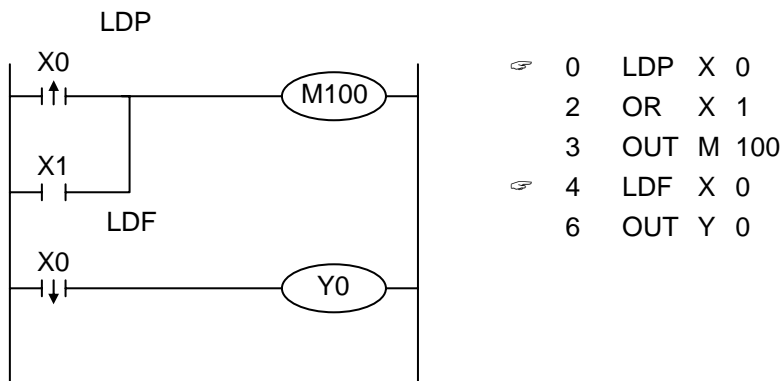 LDP
X0
M100
X1
LDF
X0
Y0
☞ 0 LDP X 0
2 OR X 1
3 OUT M 100
☞ 4 LDF X 0
6 OUT Y 0